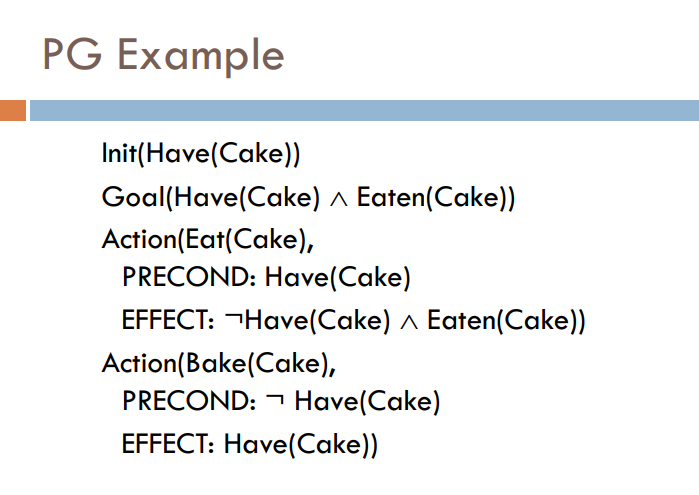 PG Example
Init(Have(Cake))
Goal(Have(Cake) ∧ Eaten(Cake))
Action(Eat(Cake),
PRECOND: Have(Cake)
EFFECT: ¬Have(Cake) ∧ Eaten(Cake))
Action(Bake(Cake),
PRECOND: ¬ Have(Cake)
EFFECT: Have(Cake))